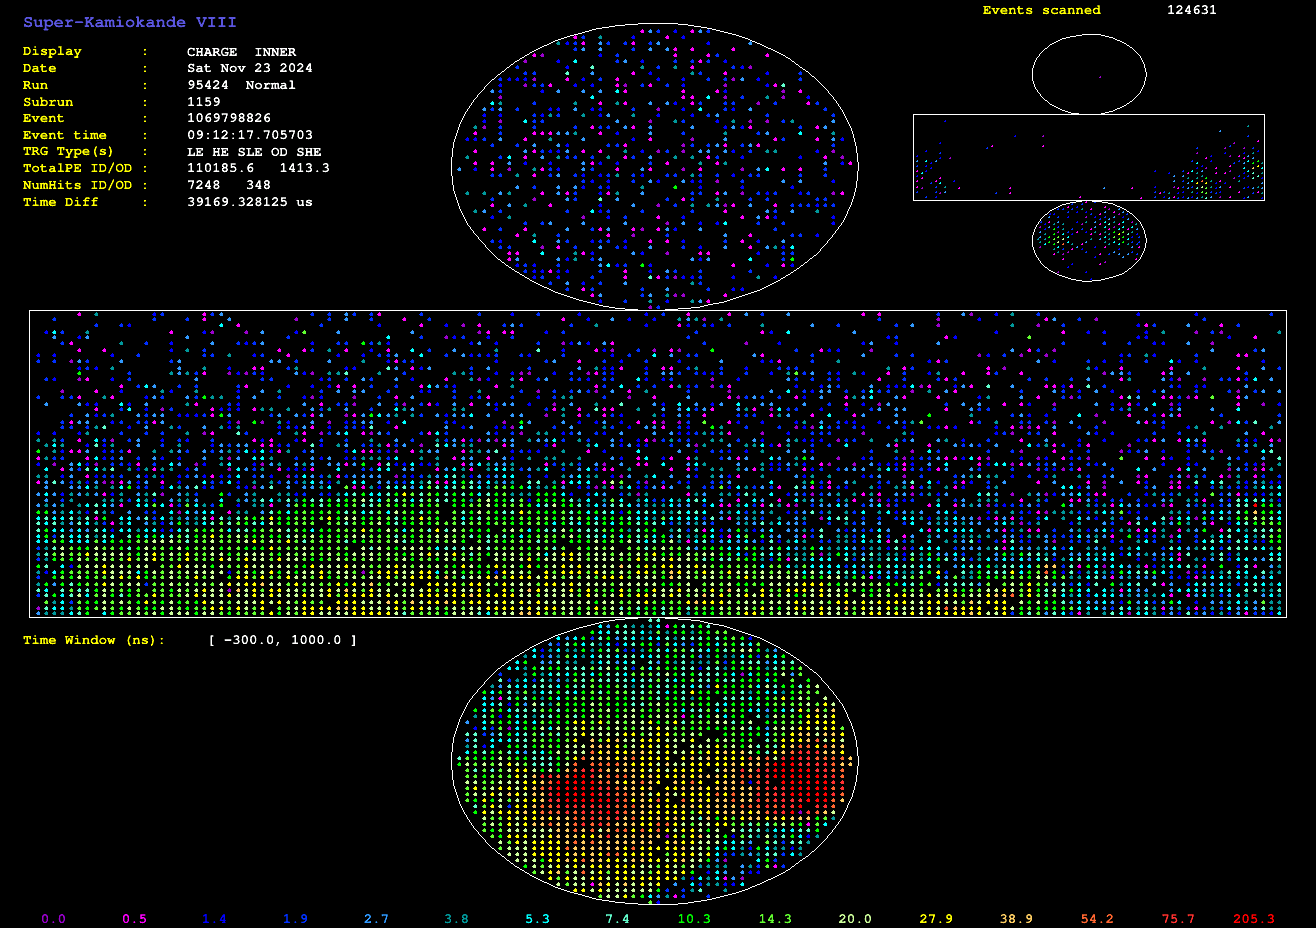 Super-Kamiokande VIII
Display : CHARGE INNER
Date : Sat Nov 23 2024
Run : 95424 Normal
Subrun : 1159
Event : 1069798826
Event time : 09:12:17.705703
TRG Type(s) : LE HE SLE OD SHE
TotalPE ID/OD : 110185.6 1413.3
NumHits ID/OD : 7248 348
Time Diff : 39169.328125 us
Events scanned 124631
Time Window (ns): [ -300.0, 1000.0 ]
0.0 0.5 1.4 1.9 2.7 3.8 5.3 7.4 10.3 14.3 20.0 27.9 38.9 54.2 75.7 205.3